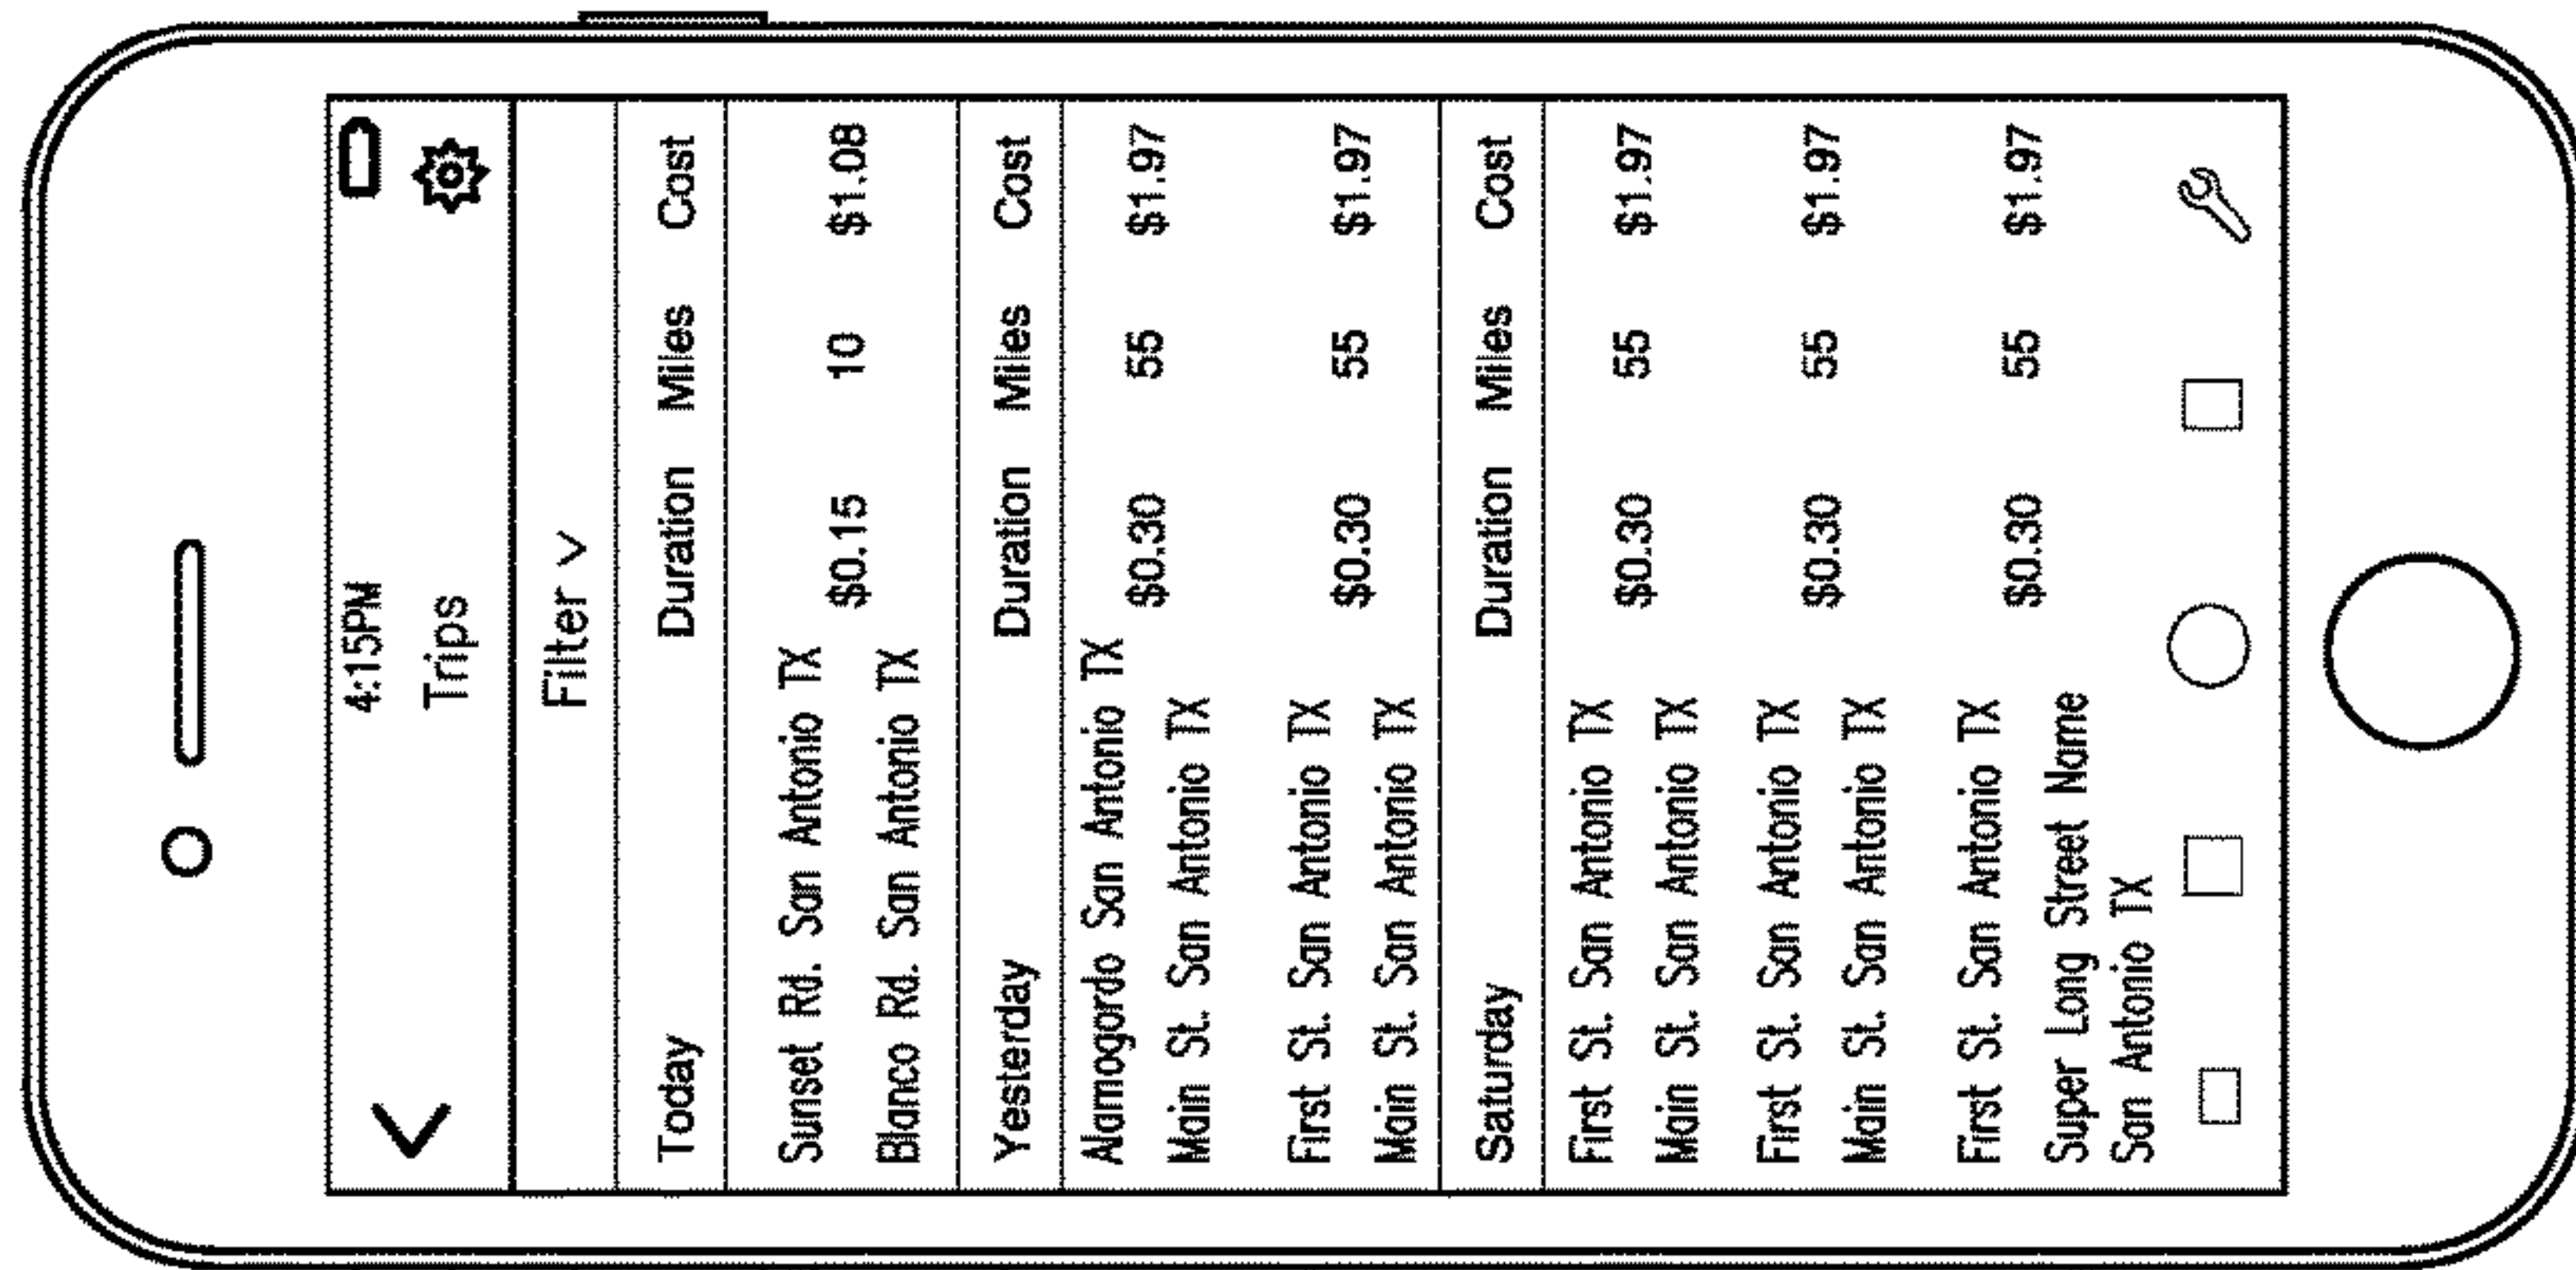 4:15PM
Trips
Filter ˅
Today Duration Miles Cost
Sunset Rd. San Antonio TX
$0.15 10 $1.08
Blanco Rd. San Antonio TX
Yesterday Duration Miles Cost
Alamogordo San Antonio TX
$0.30 55 $1.97
Main St. San Antonio TX
First St. San Antonio TX
$0.30 55 $1.97
Main St. San Antonio TX
Saturday Duration Miles Cost
First St. San Antonio TX
$0.30 55 $1.97
Main St. San Antonio TX
First St. San Antonio TX
$0.30 55 $1.97
Main St. San Antonio TX
First St. San Antonio TX
$0.30 55 $1.97
Super Long Street Name
San Antonio TX